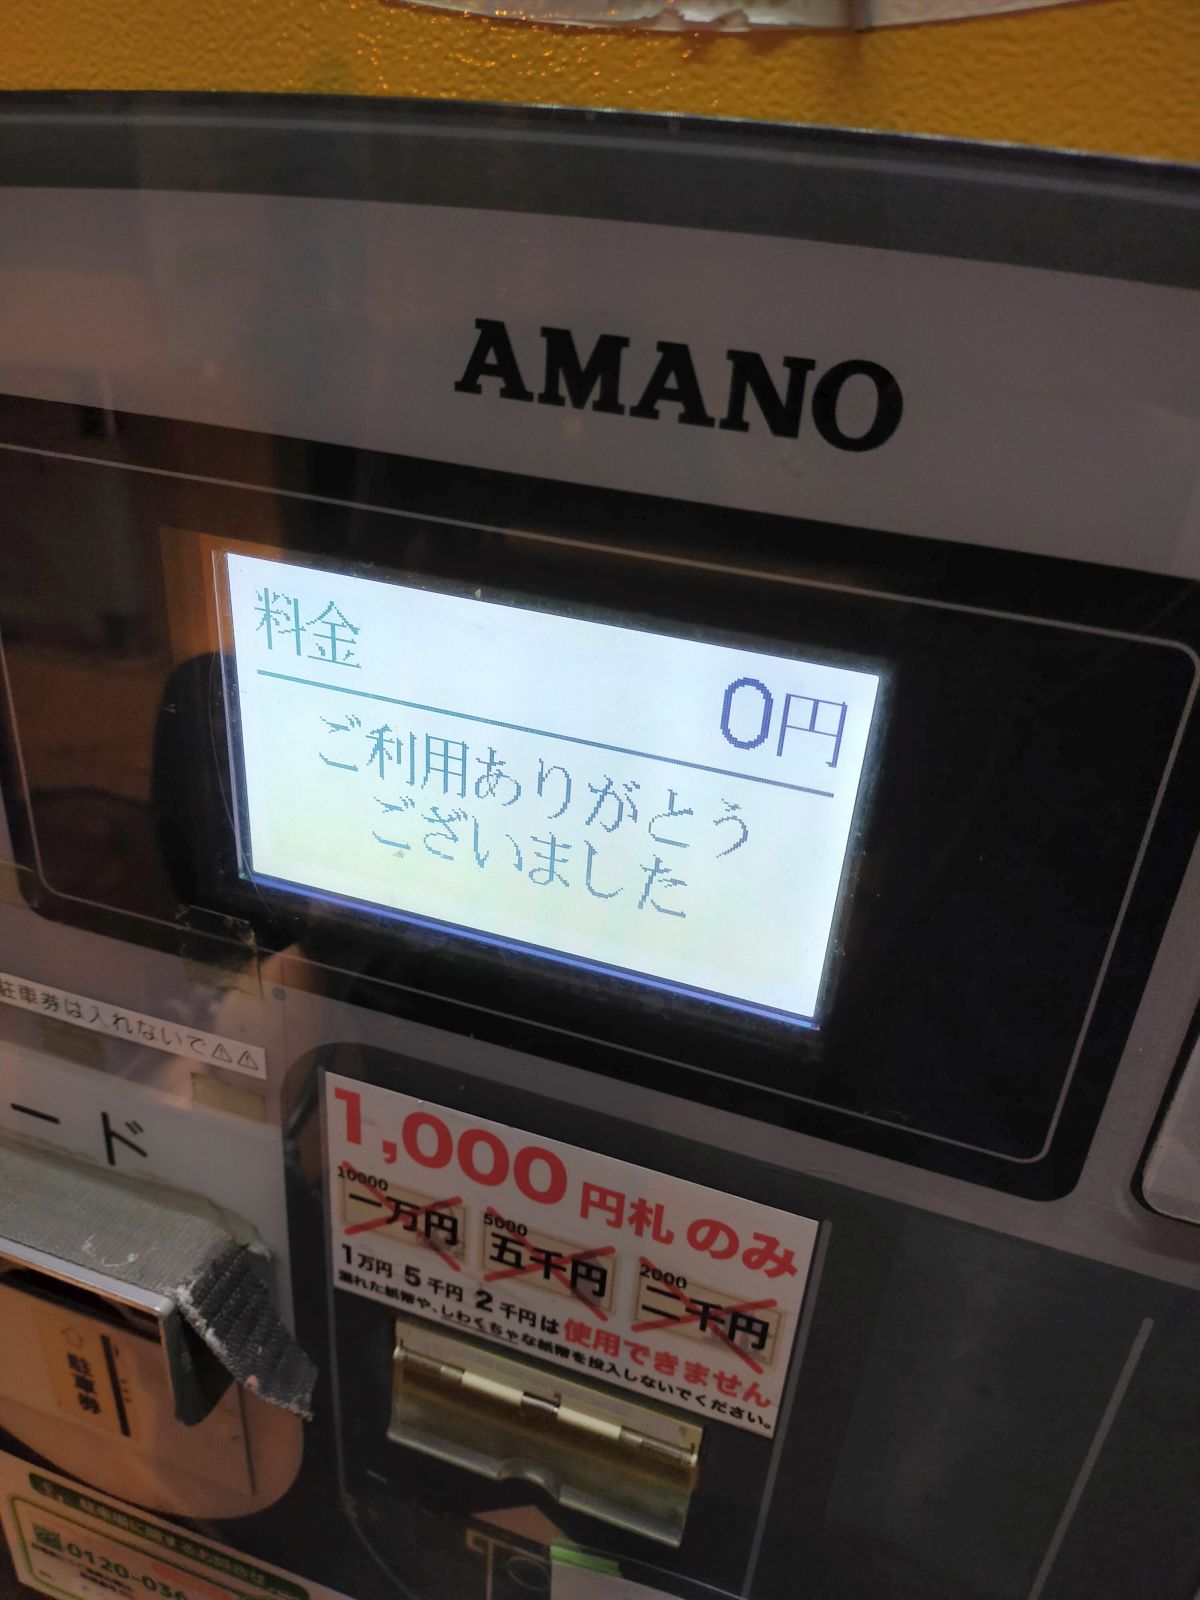 AMANO
料金
0円
ご利用ありがとう
ございました
駐車券は入れないで⚠⚠
ード
1,000円札のみ
10000 5000 2000
一万円 五千円 二千円
1万円 5千円 2千円は使用できません
濡れた紙幣や、しわくちゃな紙幣を投入しないでください。
駐車券
0120-036